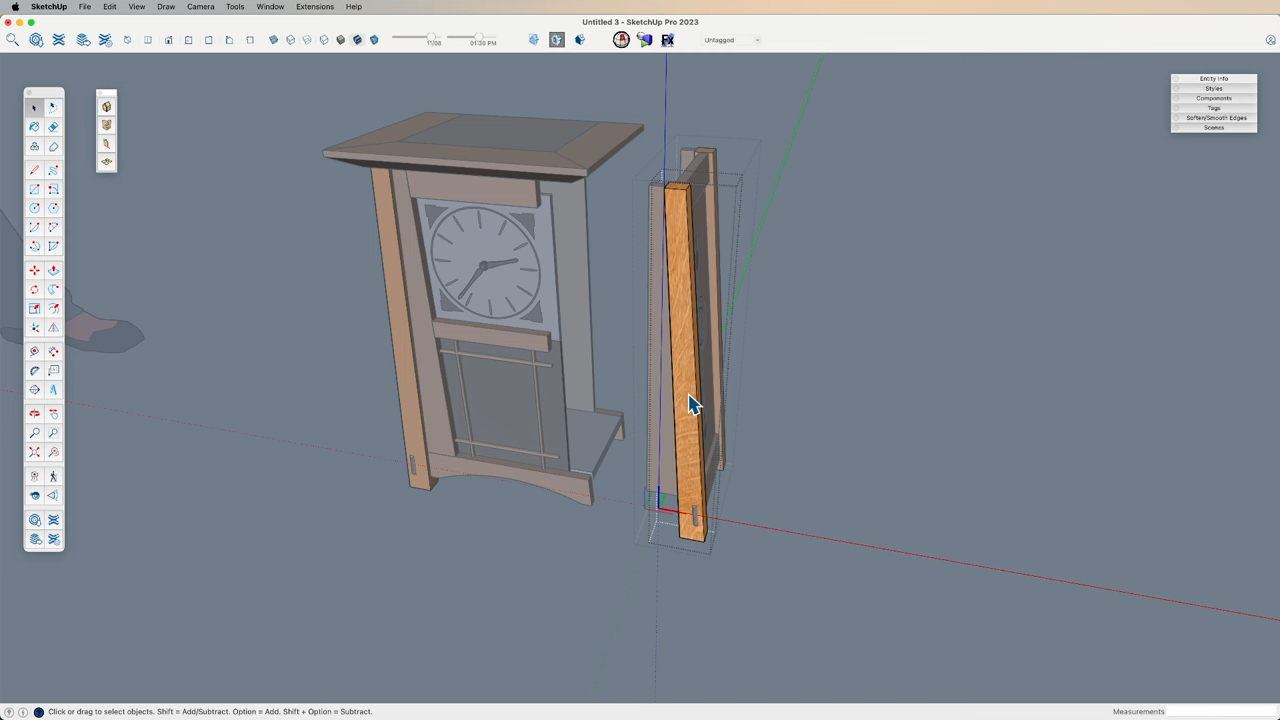 SketchUp File Edit View Draw Camera Tools Window Extensions Help
Untitled 3 - SketchUp Pro 2023
11/08 01:30 PM Untagged
Entity Info
Styles
Components
Tags
Soften/Smooth Edges
Scenes
Click or drag to select objects. Shift = Add/Subtract. Option = Add. Shift + Option = Subtract. Measurements